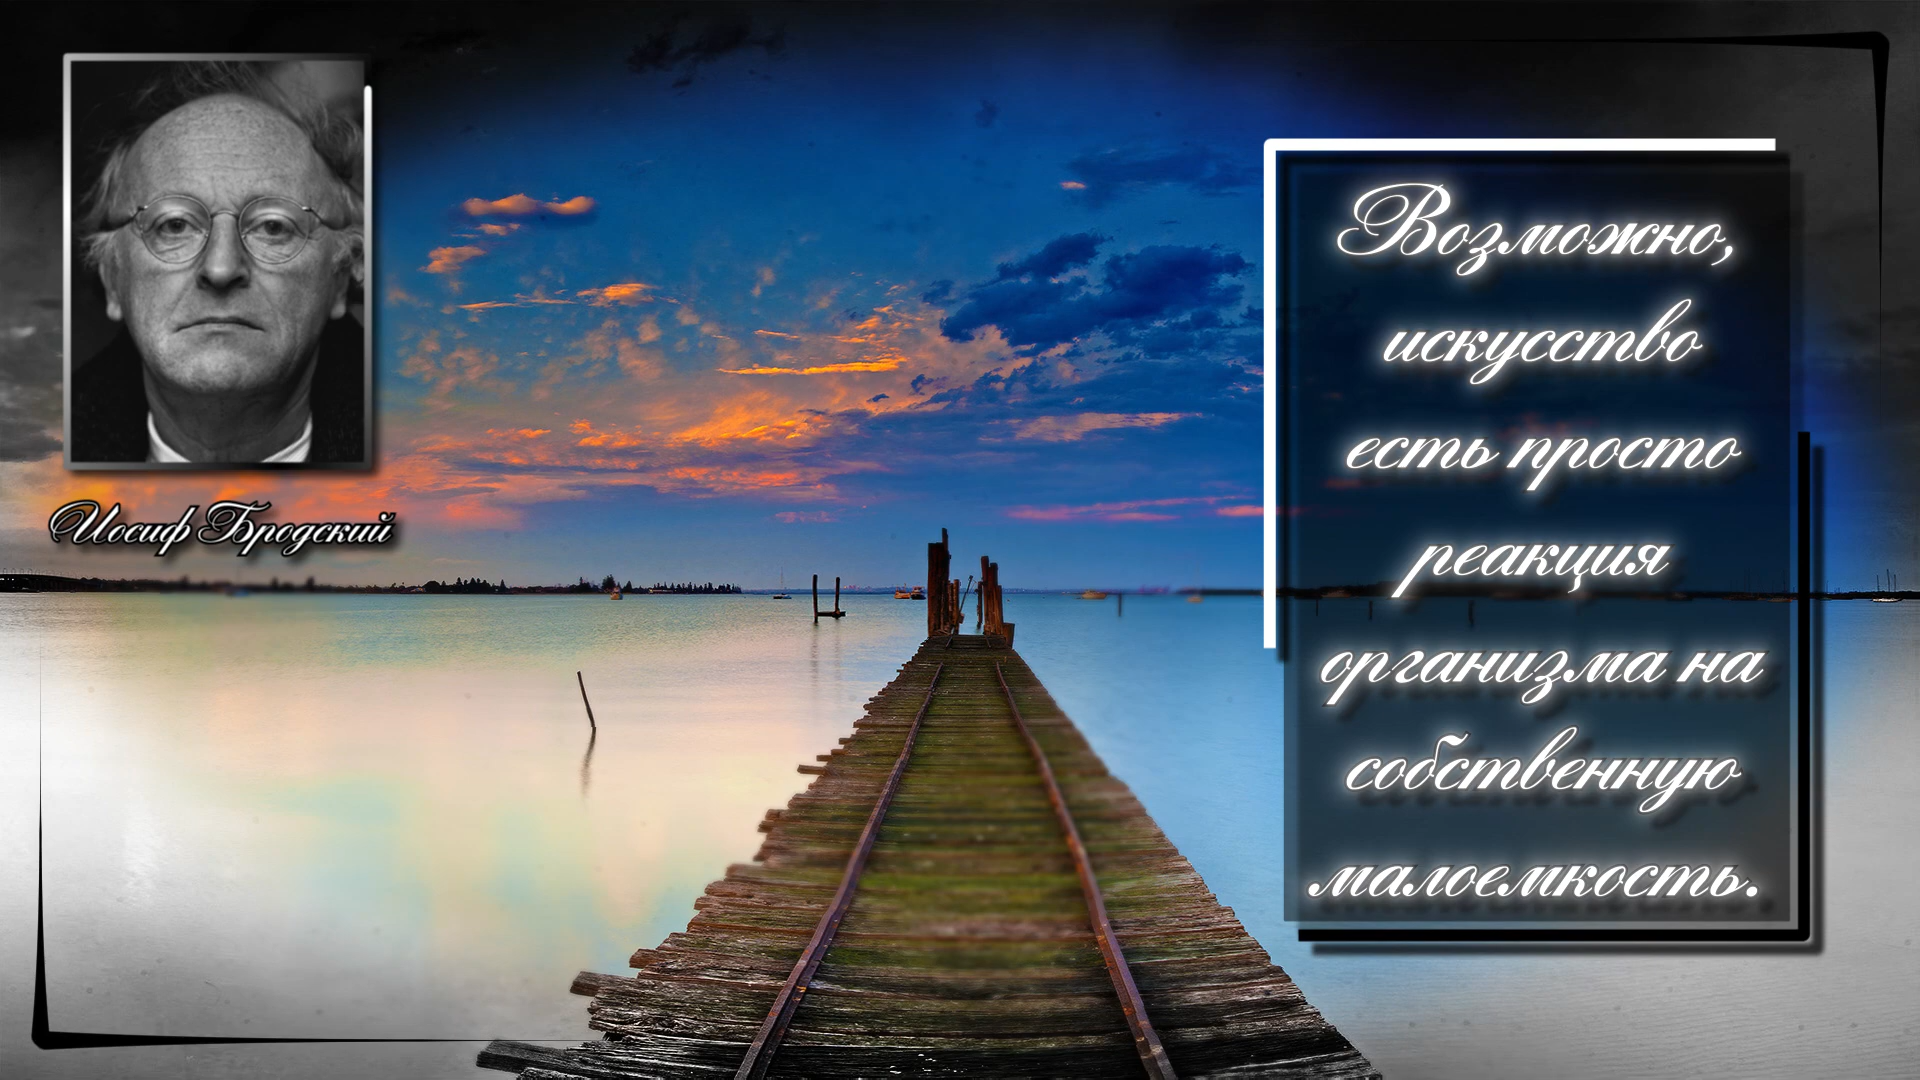 Иосиф Бродский
Возможно,
искусство
есть просто
реакция
организма на
собственную
малоемкость.